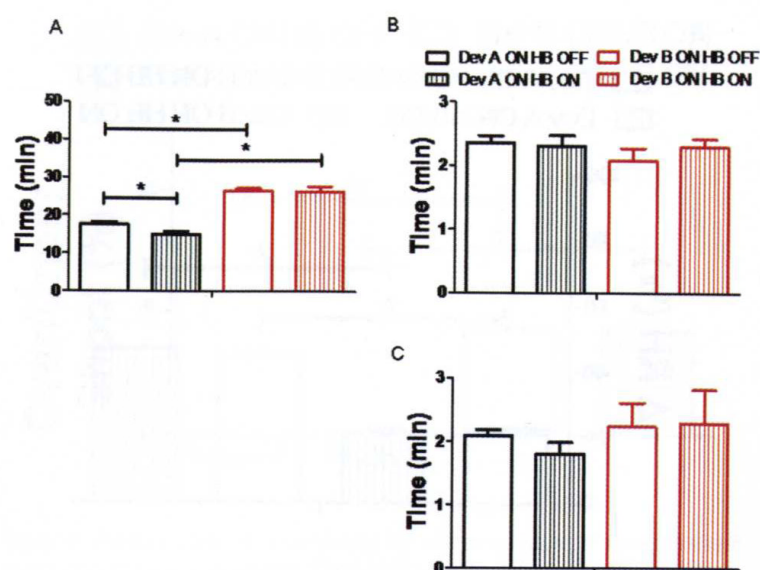 A
B
Dev A ON HB OFF
Dev B ON HB OFF
Dev A ON HB ON
Dev B ON HB ON
Time (min)
50
40
30
20
10
0
*
*
*
Time (min)
3
2
1
0
C
Time (min)
3
2
1
0